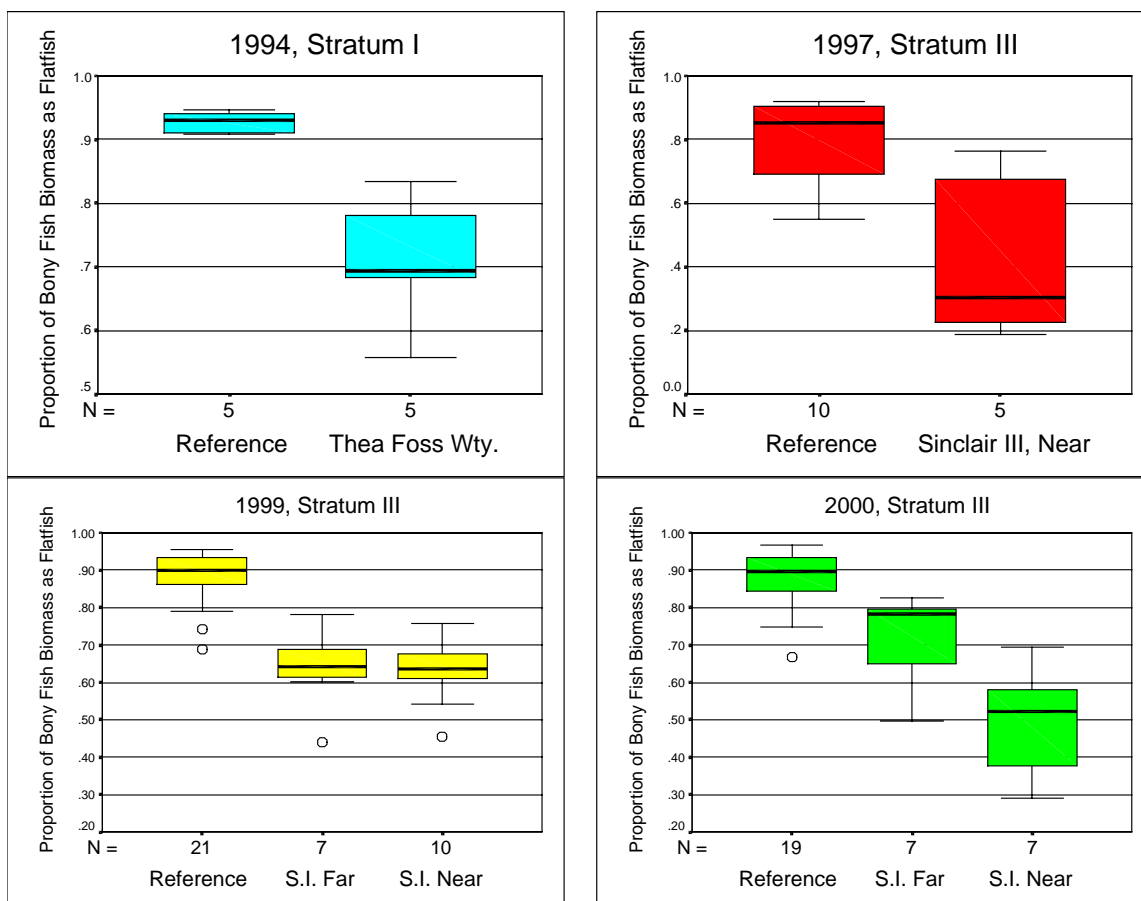 1994, Stratum I
Proportion of Bony Fish Biomass as Flatfish
1.0
.9
.8
.7
.6
.5
N =
5
5
Reference
Thea Foss Wty.
1997, Stratum III
Proportion of Bony Fish Biomass as Flatfish
1.0
.8
.6
.4
.2
0.0
N =
10
5
Reference
Sinclair III, Near
1999, Stratum III
Proportion of Bony Fish Biomass as Flatfish
1.00
.90
.80
.70
.60
.50
.40
.30
.20
N =
21
7
10
Reference
S.I. Far
S.I. Near
2000, Stratum III
Proportion of Bony Fish Biomass as Flatfish
1.00
.90
.80
.70
.60
.50
.40
.30
.20
N =
19
7
7
Reference
S.I. Far
S.I. Near